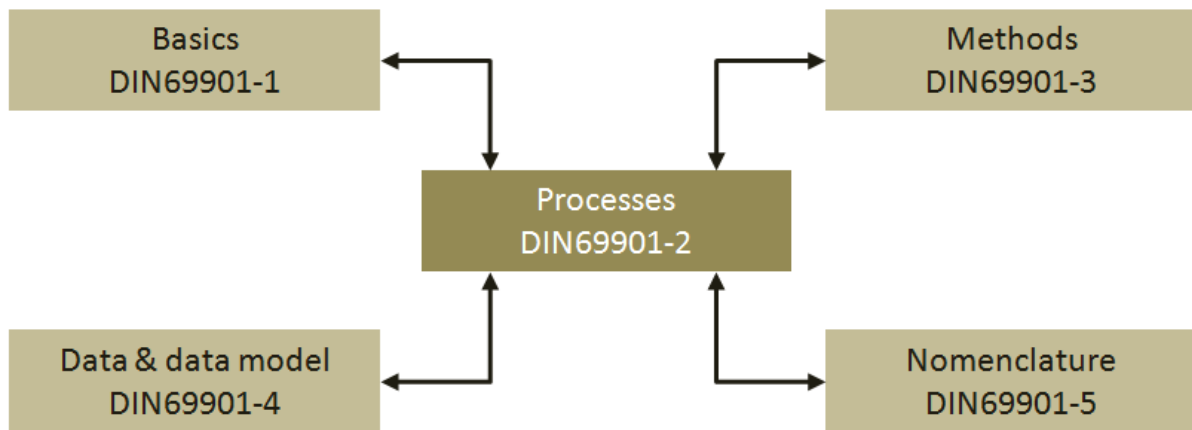 Basics
DIN69901-1
Methods
DIN69901-3
Processes
DIN69901-2
Data & data model
DIN69901-4
Nomenclature
DIN69901-5